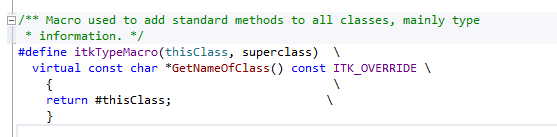 /** Macro used to add standard methods to all classes, mainly type
 * information. */
#define itkTypeMacro(thisClass, superclass)  \
  virtual const char *GetNameOfClass() const ITK_OVERRIDE \
    {                                        \
    return #thisClass;                      \
    }